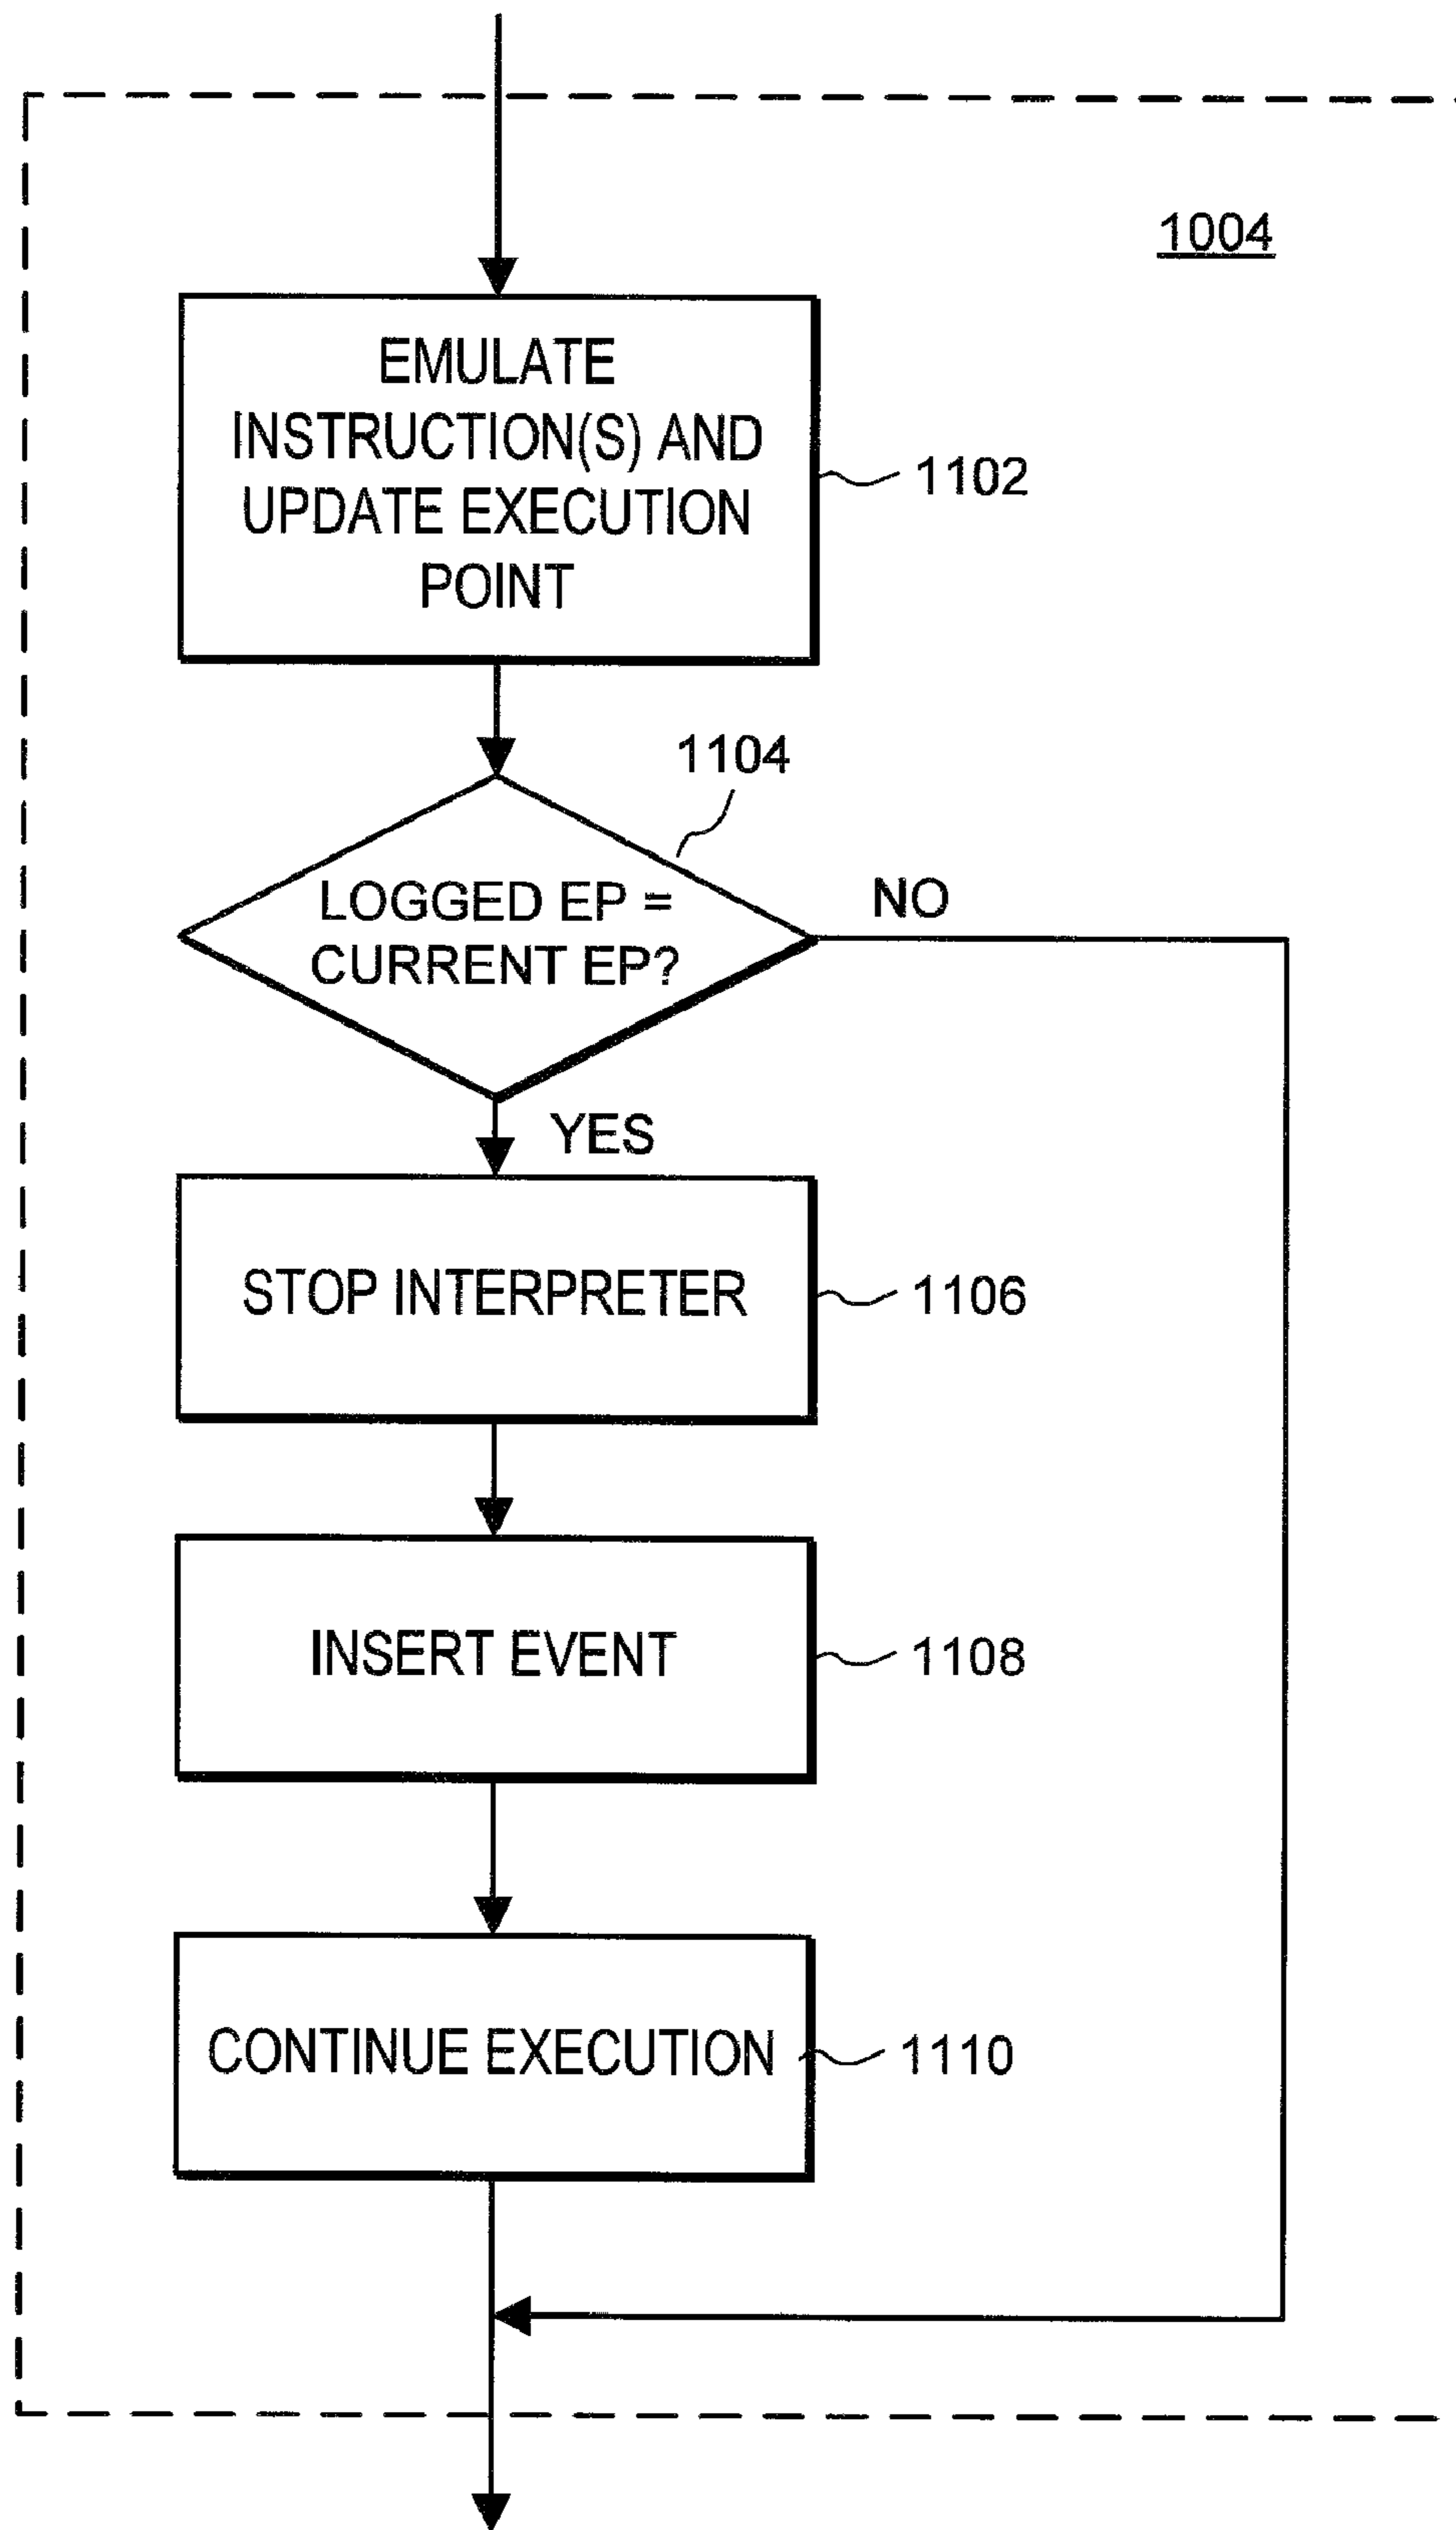 1004
EMULATE
INSTRUCTION(S) AND
UPDATE EXECUTION
POINT
1102
1104
LOGGED EP =
CURRENT EP?
NO
YES
STOP INTERPRETER
1106
INSERT EVENT
1108
CONTINUE EXECUTION
1110